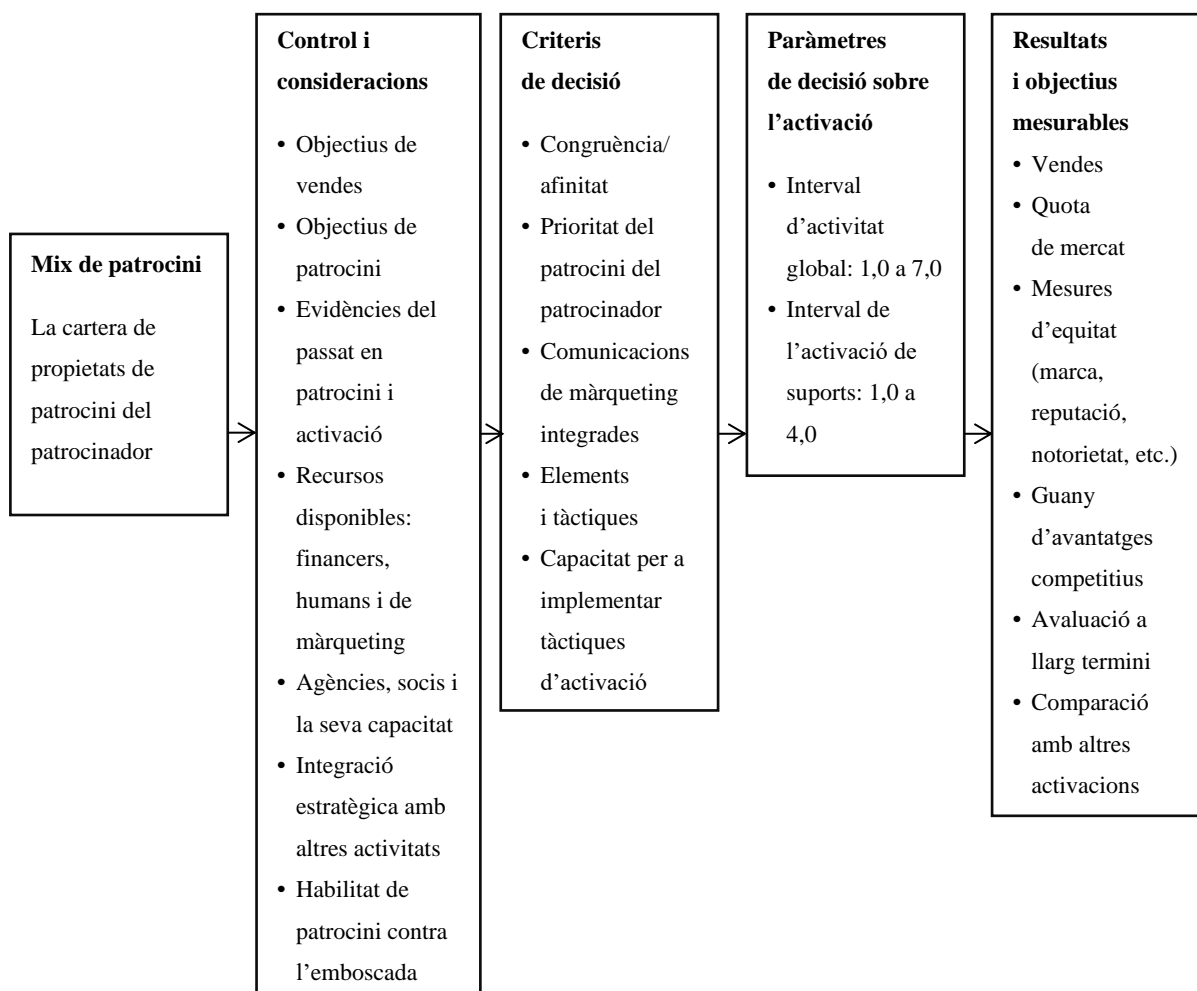 Mix de patrocini
La cartera de
propietats de
patrocini del
patrocinador
Control i
consideracions
• Objectius de
vendes
• Objectius de
patrocini
• Evidències del
passat en
patrocini i
activació
• Recursos
disponibles:
financers,
humans i de
màrqueting
• Agències, socis i
la seva capacitat
• Integració
estratègica amb
altres activitats
• Habilitat de
patrocini contra
l’emboscada
Criteris
de decisió
• Congruència/
afinitat
• Prioritat del
patrocini del
patrocinador
• Comunicacions
de màrqueting
integrades
• Elements
i tàctiques
• Capacitat per a
implementar
tàctiques
d’activació
Paràmetres
de decisió sobre
l’activació
• Interval
d’activitat
global: 1,0 a 7,0
• Interval de
l’activació de
suports: 1,0 a
4,0
Resultats
i objectius
mesurables
• Vendes
• Quota
de mercat
• Mesures
d’equitat
(marca,
reputació,
notorietat, etc.)
• Guany
d’avantatges
competitius
• Avaluació a
llarg termini
• Comparació
amb altres
activacions